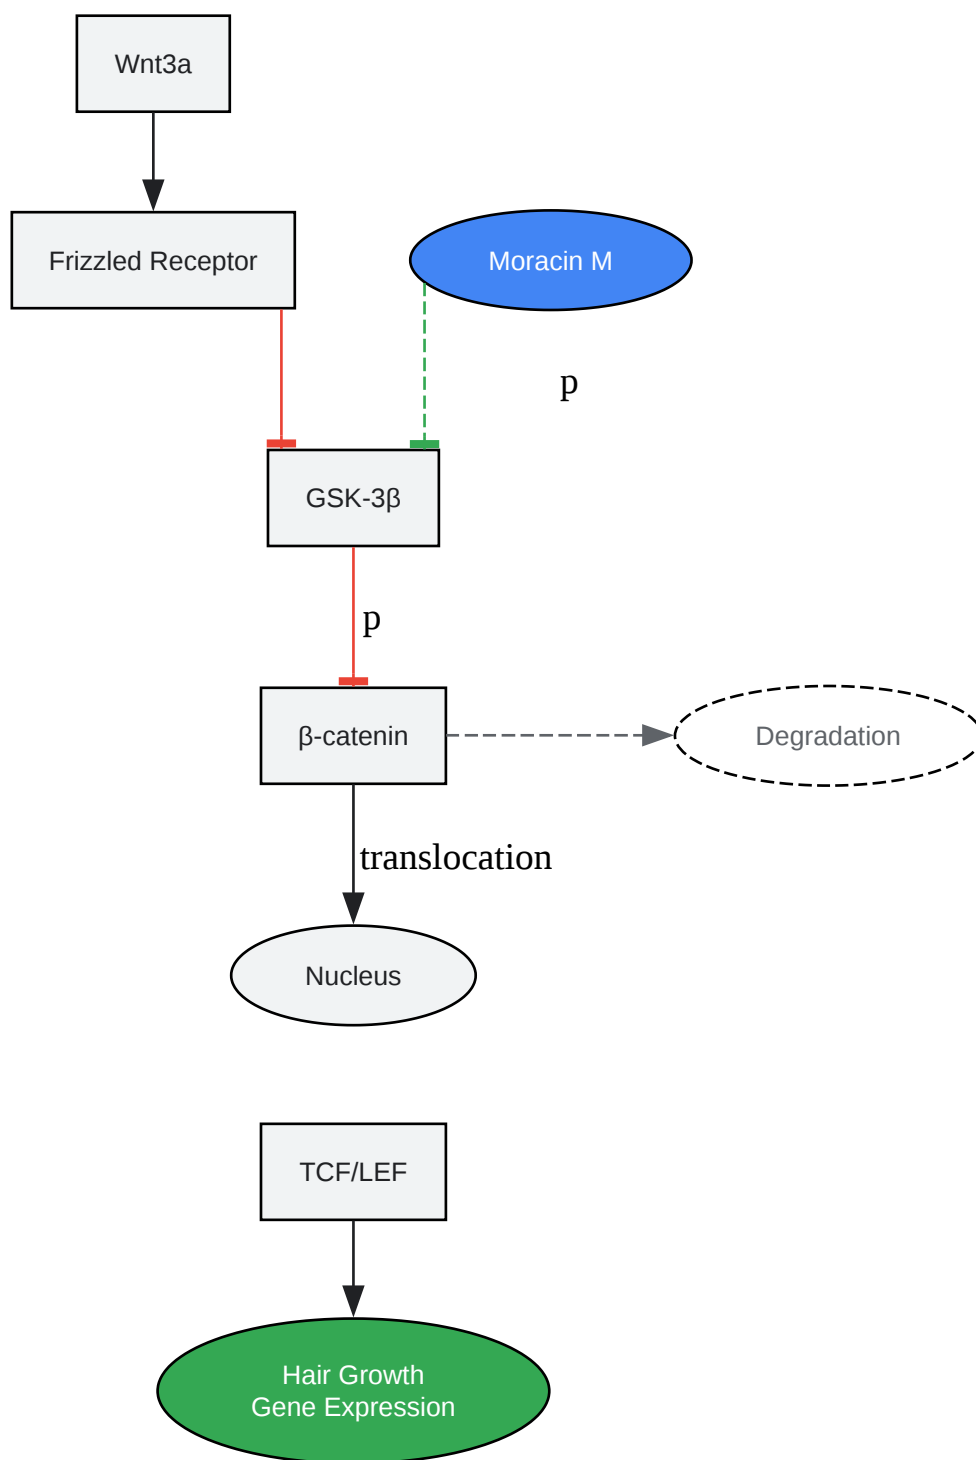 Wnt3a
Frizzled Receptor
Moracin M
p
GSK-3β
p
β-catenin
Degradation
translocation
Nucleus
TCF/LEF
Hair Growth
Gene Expression